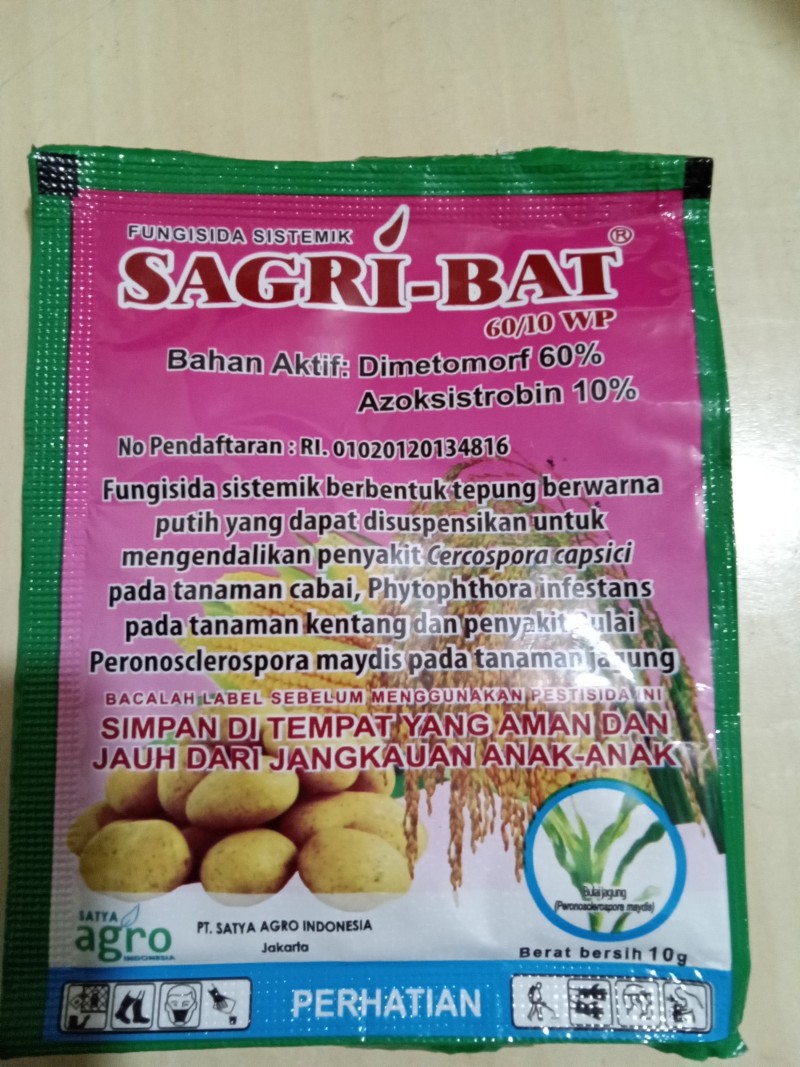 FUNGISIDA SISTEMIK
SAGRI-BAT®
60/10 WP
Bahan Aktif: Dimetomorf 60%
Azoksistrobin 10%
No Pendaftaran : RI. 01020120134816
Fungisida sistemik berbentuk tepung berwarna
putih yang dapat disuspensikan untuk
mengendalikan penyakit Cercospora capsici
pada tanaman cabai, Phytophthora infestans
pada tanaman kentang dan penyakit Bulai
Peronosclerospora maydis pada tanaman jagung
BACALAH LABEL SEBELUM MENGGUNAKAN PESTISIDA INI
SIMPAN DI TEMPAT YANG AMAN DAN
JAUH DARI JANGKAUAN ANAK-ANAK
Bulai jagung
(Peronosclerospora maydis)
SATYA
agro
INDONESIA
PT. SATYA AGRO INDONESIA
Jakarta
Berat bersih 10g
PERHATIAN